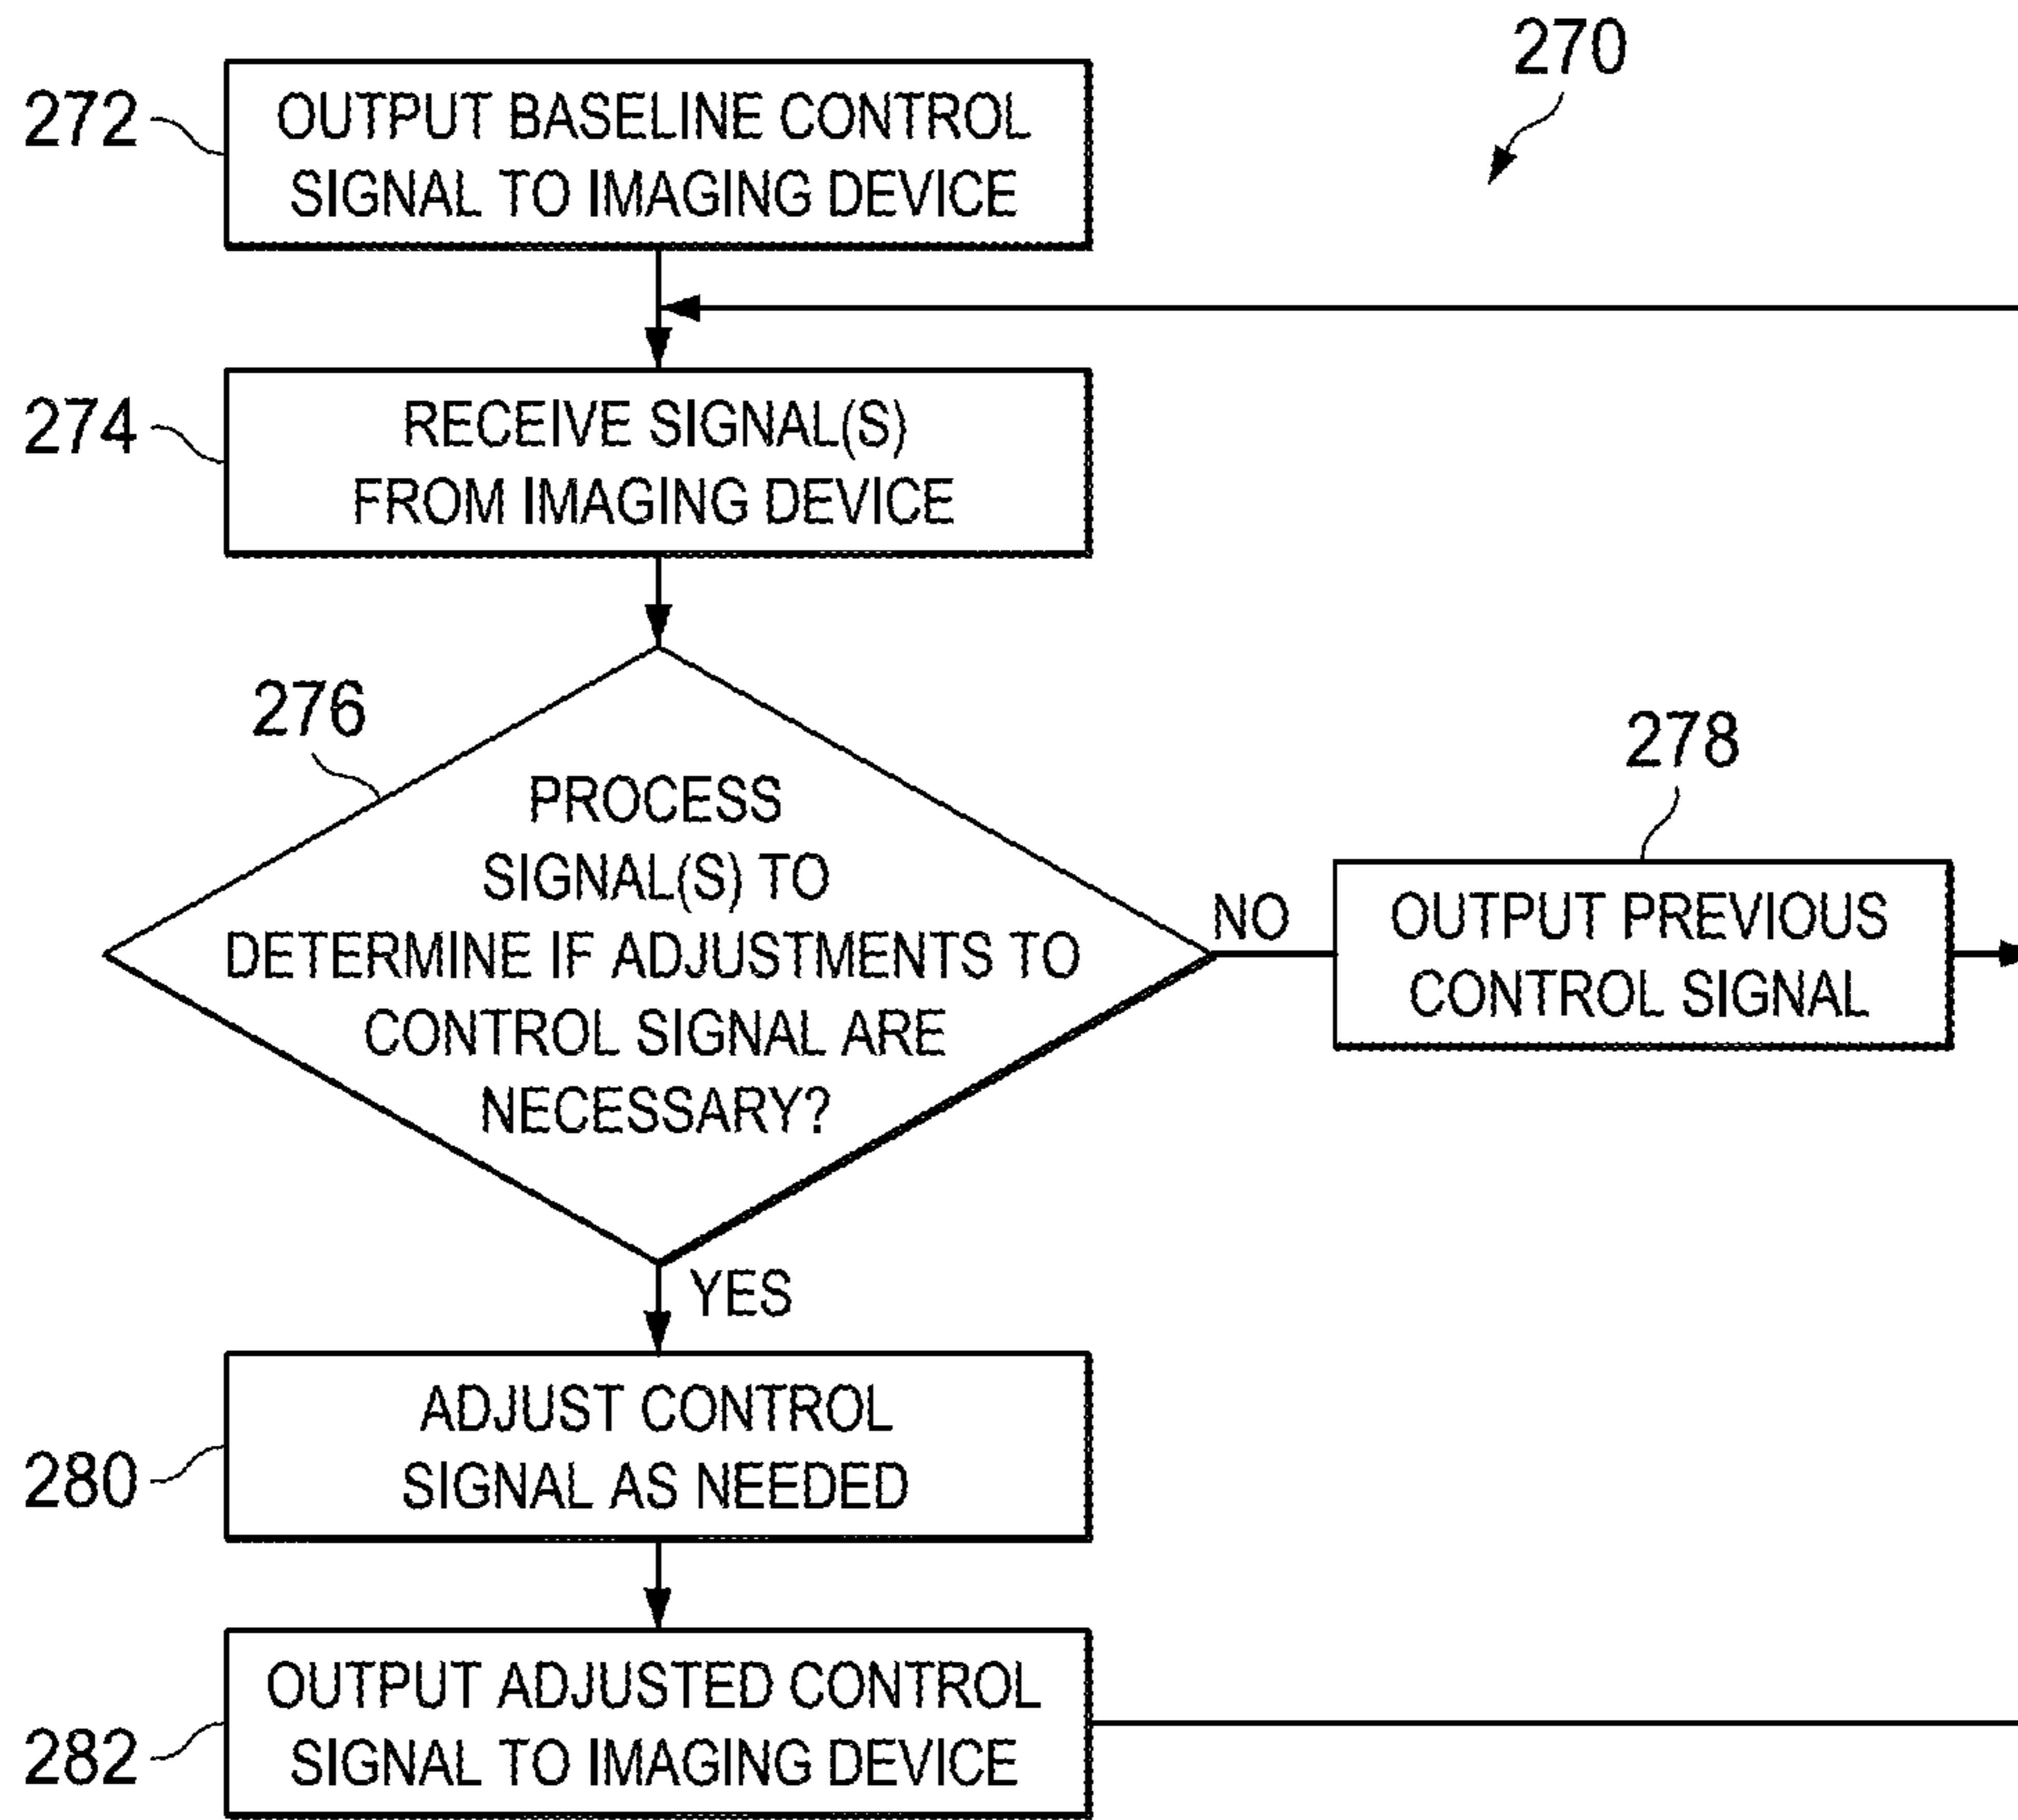 270
272
OUTPUT BASELINE CONTROL
SIGNAL TO IMAGING DEVICE
274
RECEIVE SIGNAL(S)
FROM IMAGING DEVICE
276
PROCESS
SIGNAL(S) TO
DETERMINE IF ADJUSTMENTS TO
CONTROL SIGNAL ARE
NECESSARY?
NO
278
OUTPUT PREVIOUS
CONTROL SIGNAL
YES
280
ADJUST CONTROL
SIGNAL AS NEEDED
282
OUTPUT ADJUSTED CONTROL
SIGNAL TO IMAGING DEVICE